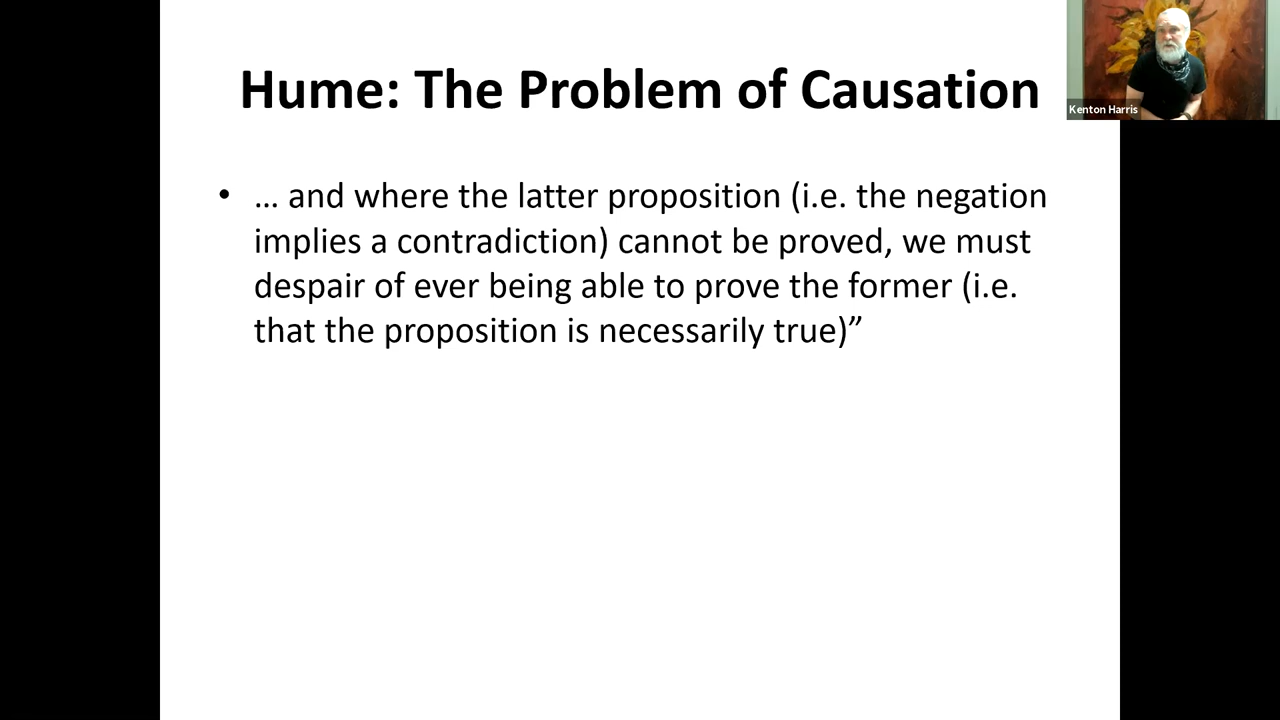 Hume: The Problem of Causation
Kenton Harris
• … and where the latter proposition (i.e. the negation
implies a contradiction) cannot be proved, we must
despair of ever being able to prove the former (i.e.
that the proposition is necessarily true)”